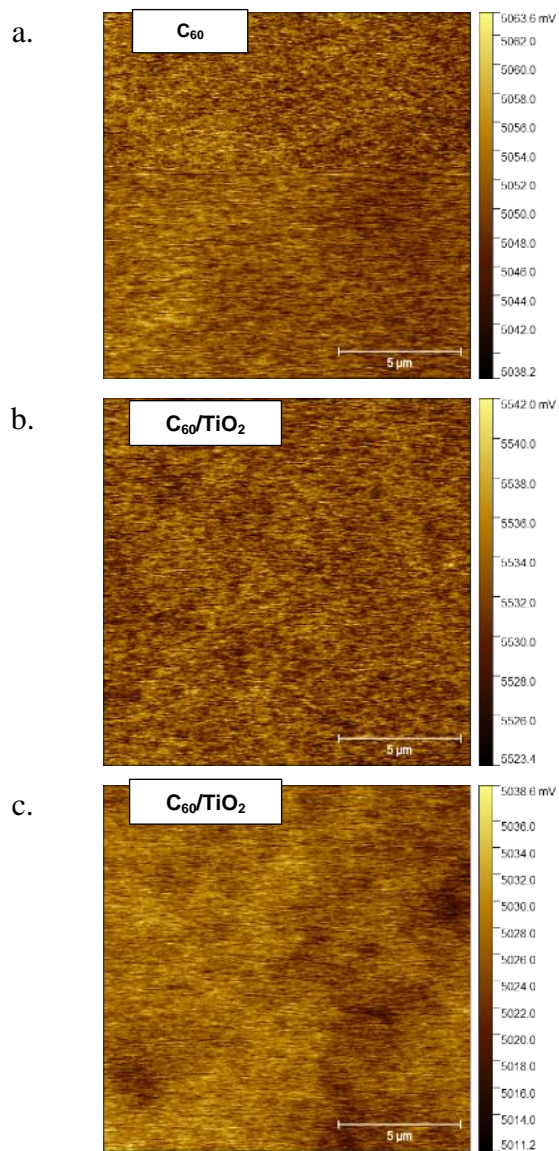 a.
C₆₀
5063.6 mV
5062.0
5060.0
5058.0
5056.0
5054.0
5052.0
5050.0
5048.0
5046.0
5044.0
5042.0
5038.2
5 µm
b.
C₆₀/TiO₂
5542.0 mV
5540.0
5538.0
5536.0
5534.0
5532.0
5530.0
5528.0
5526.0
5523.4
5 µm
c.
C₆₀/TiO₂
5038.6 mV
5036.0
5034.0
5032.0
5030.0
5028.0
5026.0
5024.0
5022.0
5020.0
5018.0
5016.0
5014.0
5011.2
5 µm